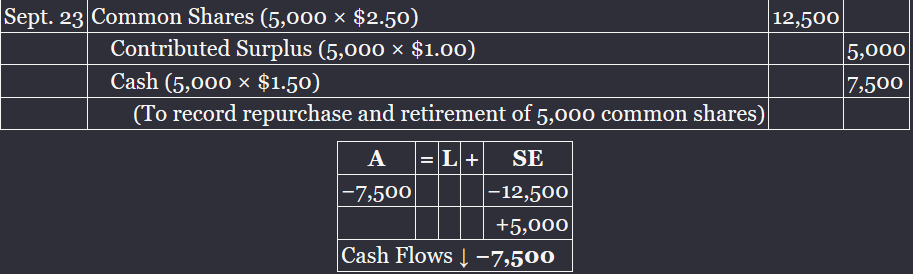 Sept. 23 Common Shares (5,000 × $2.50) 12,500
Contributed Surplus (5,000 × $1.00) 5,000
Cash (5,000 × $1.50) 7,500
(To record repurchase and retirement of 5,000 common shares)
A = L + SE
−7,500 −12,500
+5,000
Cash Flows ↓ −7,500